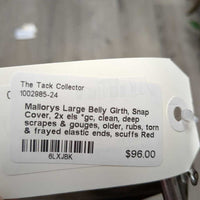 The Tack Collector
1002985-24
Mallorys Large Belly Girth, Snap
Cover, 2x els *gc, clean, deep
scrapes & gouges, older, rubs, torn
& frayed elastic ends, scuffs Red
6LXJBK
$96.00